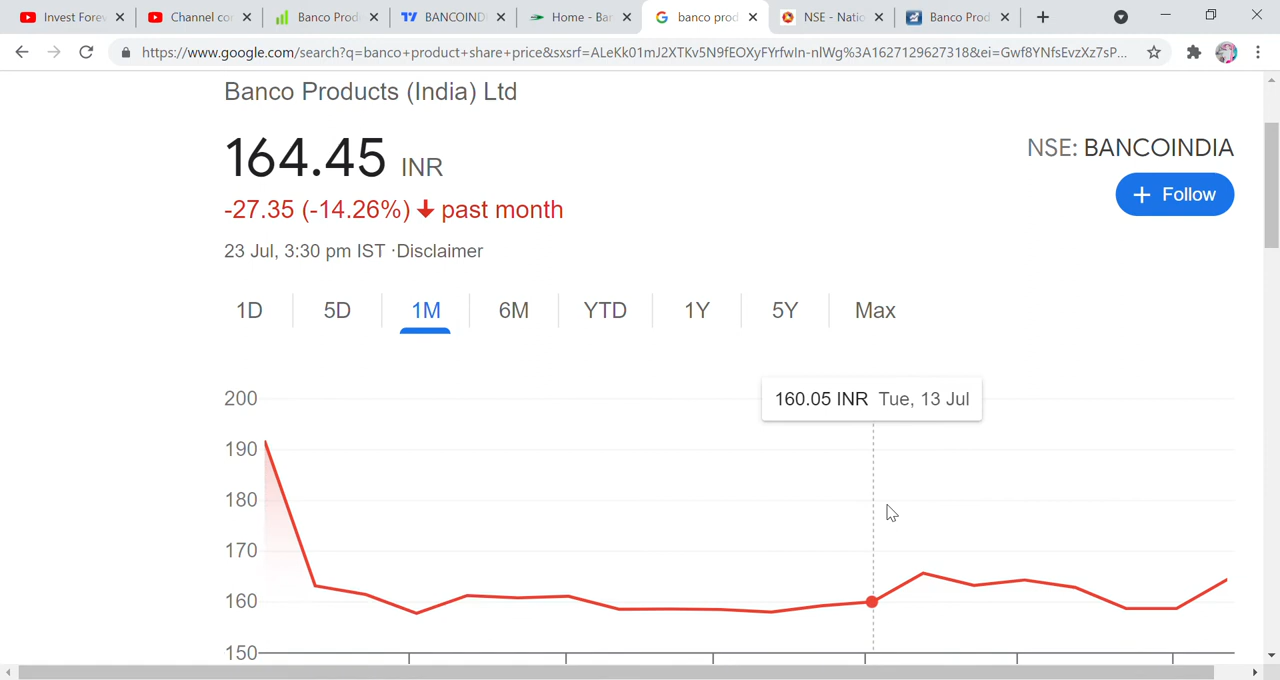 Invest Forev
Channel co
Banco Prod
BANCOIND
Home - Ban
banco prod
NSE - Natio
Banco Prod
https://www.google.com/search?q=banco+product+share+price&sxsrf=ALeKk01mJ2XTKv5N9fEOXyFYrfwIn-nlWg%3A1627129627318&ei=Gwf8YNfsEvzXz7sP...
Banco Products (India) Ltd
164.45 INR
NSE: BANCOINDIA
-27.35 (-14.26%) past month
+ Follow
23 Jul, 3:30 pm IST ·Disclaimer
1D 5D 1M 6M YTD 1Y 5Y Max
200
160.05 INR Tue, 13 Jul
190
180
170
160
150